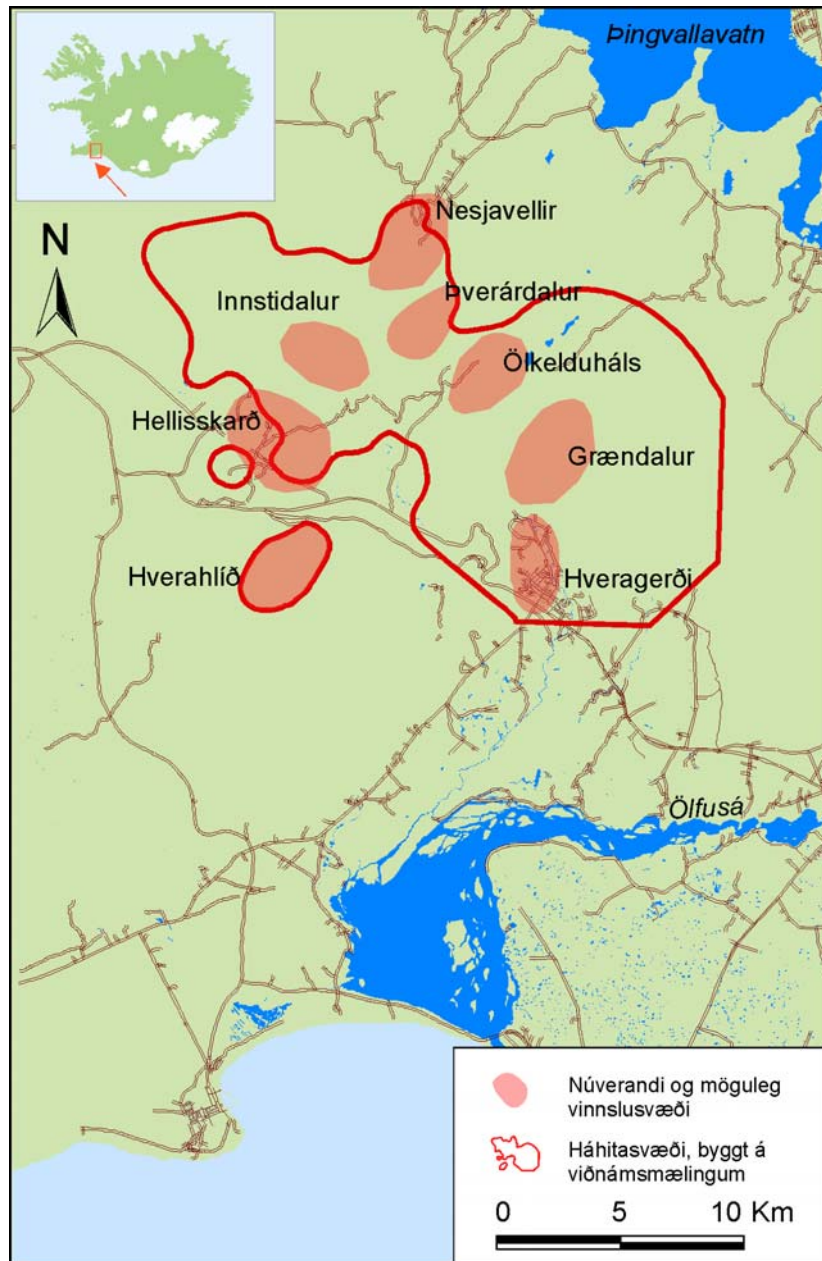 Þingvallavatn
N
Nesjavellir
Innstidalur
Þverárdalur
Ölkelduháls
Hellisskarð
Grændalur
Hverahlíð
Hveragerði
Ölfusá
Núverandi og möguleg
vinnslusvæði
Háhitasvæði, byggt á
viðnámsmælingum
0 5 10 Km